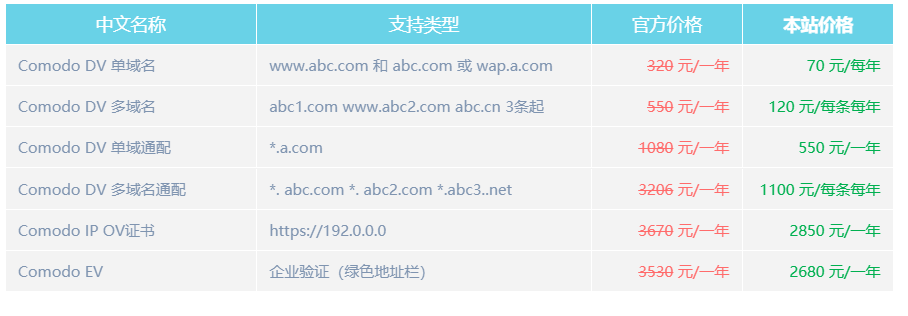 中文名称 支持类型 官方价格 本站价格
Comodo DV 单域名 www.abc.com 和 abc.com 或 wap.a.com 320 元/一年 70 元/每年
Comodo DV 多域名 abc1.com www.abc2.com abc.cn 3条起 550 元/一年 120 元/每条每年
Comodo DV 单域通配 *.a.com 1080 元/一年 550 元/一年
Comodo DV 多域名通配 *. abc.com *. abc2.com *.abc3..net 3206 元/一年 1100 元/每条每年
Comodo IP OV证书 https://192.0.0.0 3670 元/一年 2850 元/一年
Comodo EV 企业验证（绿色地址栏） 3530 元/一年 2680 元/一年